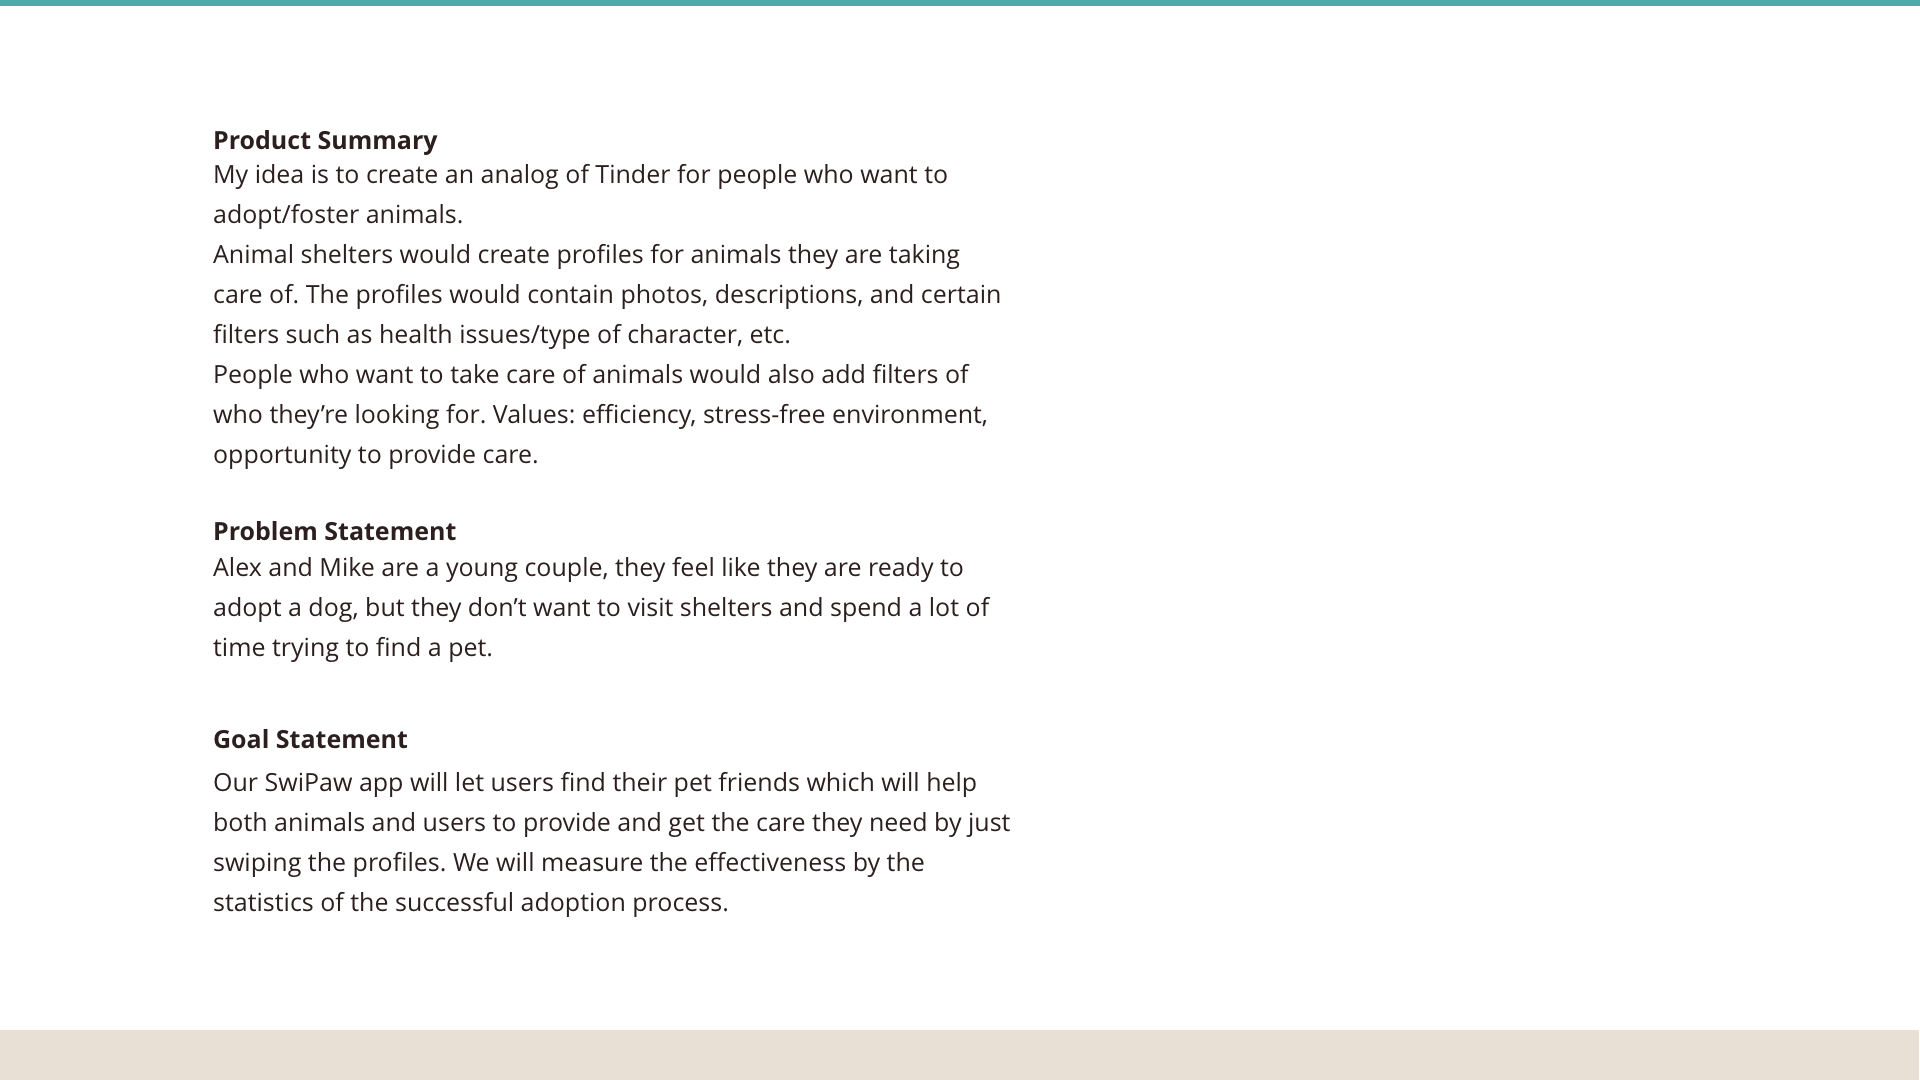 Product Summary
My idea is to create an analog of Tinder for people who want to
adopt/foster animals.
Animal shelters would create profiles for animals they are taking
care of. The profiles would contain photos, descriptions, and certain
filters such as health issues/type of character, etc.
People who want to take care of animals would also add filters of
who they’re looking for. Values: efficiency, stress-free environment,
opportunity to provide care.
Problem Statement
Alex and Mike are a young couple, they feel like they are ready to
adopt a dog, but they don’t want to visit shelters and spend a lot of
time trying to find a pet.
Goal Statement
Our SwiPaw app will let users find their pet friends which will help
both animals and users to provide and get the care they need by just
swiping the profiles. We will measure the effectiveness by the
statistics of the successful adoption process.